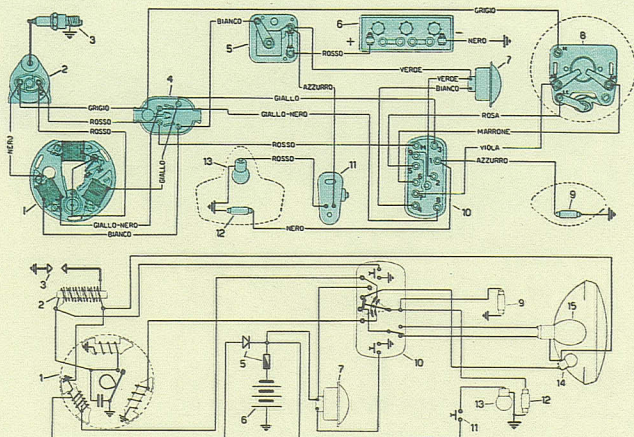 GRIGIO
BIANCO
6
+
-
NERO
3
5
ROSSO
8
2
4
VERDE
7
VERDE
BIANCO
AZZURRO
GIALLO
GRIGIO
GIALLO-NERO
ROSSO
ROSSO
ROSA
MARRONE
NERO
ROSSO
VIOLA
13
ROSSO
11
AZZURRO
GIALLO
9
1
12
10
GIALLO-NERO
NERO
BIANCO
3
2
9
15
1
5
7
10
14
6
13
12
11